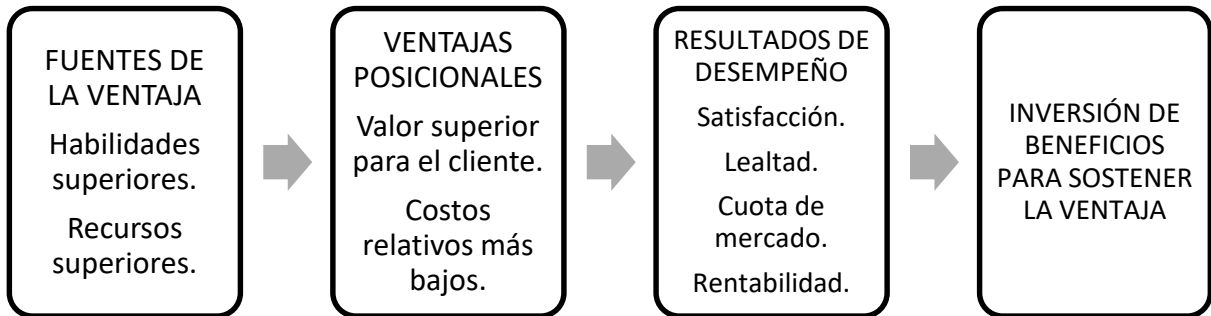 FUENTES DE
LA VENTAJA
Habilidades
superiores.
Recursos
superiores.
VENTAJAS
POSICIONALES
Valor superior
para el cliente.
Costos
relativos más
bajos.
RESULTADOS DE
DESEMPEÑO
Satisfacción.
Lealtad.
Cuota de
mercado.
Rentabilidad.
INVERSIÓN DE
BENEFICIOS
PARA SOSTENER
LA VENTAJA